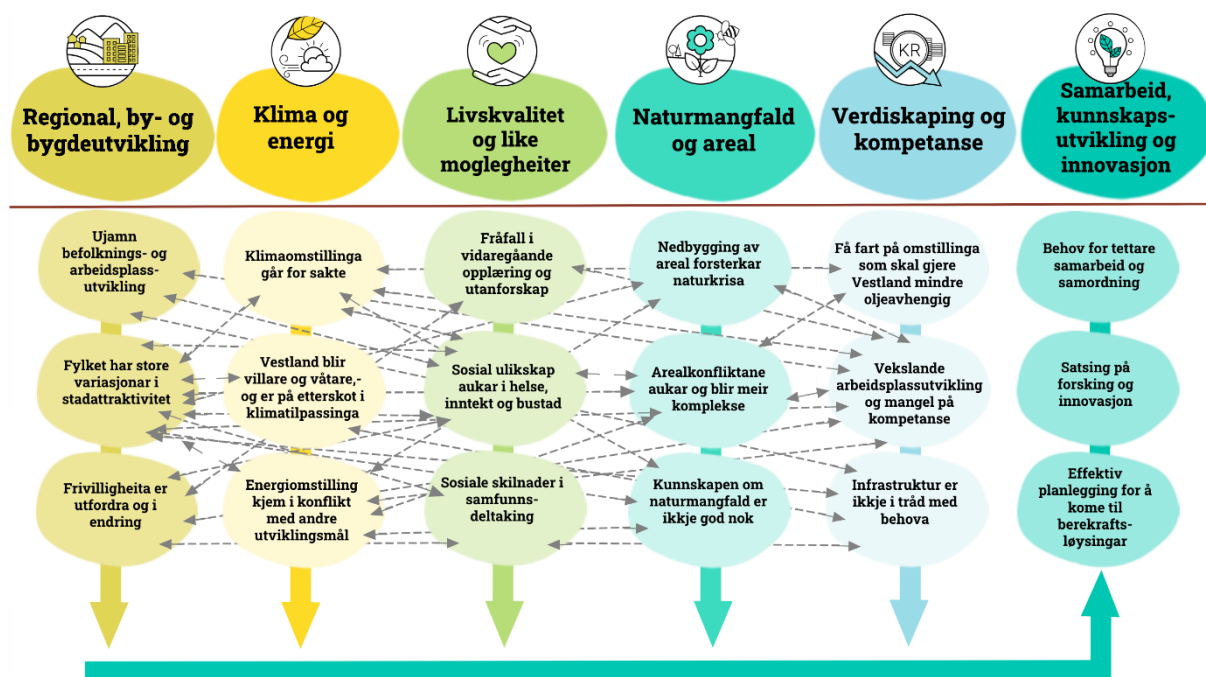 Regional, by- og
bygdeutvikling
Klima og
energi
Livskvalitet
og like
moglegheiter
Naturmangfald
og areal
KR
Verdiskaping og
kompetanse
Samarbeid,
kunnskaps-
utvikling og
innovasjon
Ujamn
befolknings- og
arbeidsplass-
utvikling
Klimaomstillinga
går for sakte
Fråfall i
vidaregåande
opplæring og
utanforskap
Nedbygging av
areal forsterkar
naturkrisa
Få fart på omstillinga
som skal gjere
Vestland mindre
oljeavhengig
Behov for tettare
samarbeid og
samordning
Fylket har store
variasjonar i
stadattraktivitet
Vestland blir
villare og våtare,-
og er på etterskot i
klimatilpassinga
Sosial ulikskap
aukar i helse,
inntekt og bustad
Arealkonfliktane
aukar og blir meir
komplekse
Vekslande
arbeidsplassutvikling
og mangel på
kompetanse
Satsing på
forsking og
innovasjon
Frivilligheita er
utfordra og i
endring
Energiomstilling
kjem i konflikt
med andre
utviklingsmål
Sosiale skilnader i
samfunns-
deltaking
Kunnskapen om
naturmangfald er
ikkje god nok
Infrastruktur er
ikkje i tråd med
behova
Effektiv
planlegging for å
kome til
berekrafts-
løysingar